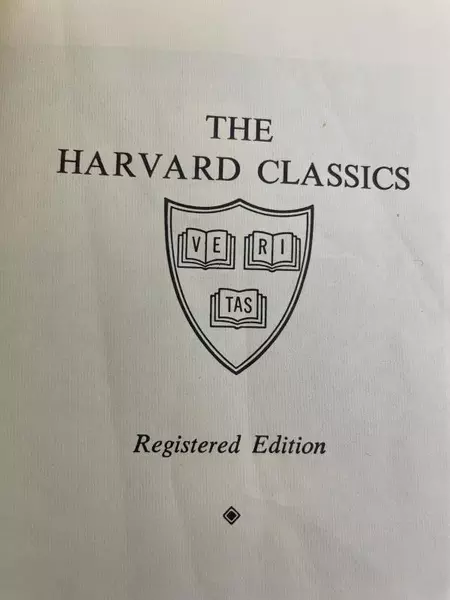 THE
HARVARD CLASSICS
VE RI
TAS
Registered Edition